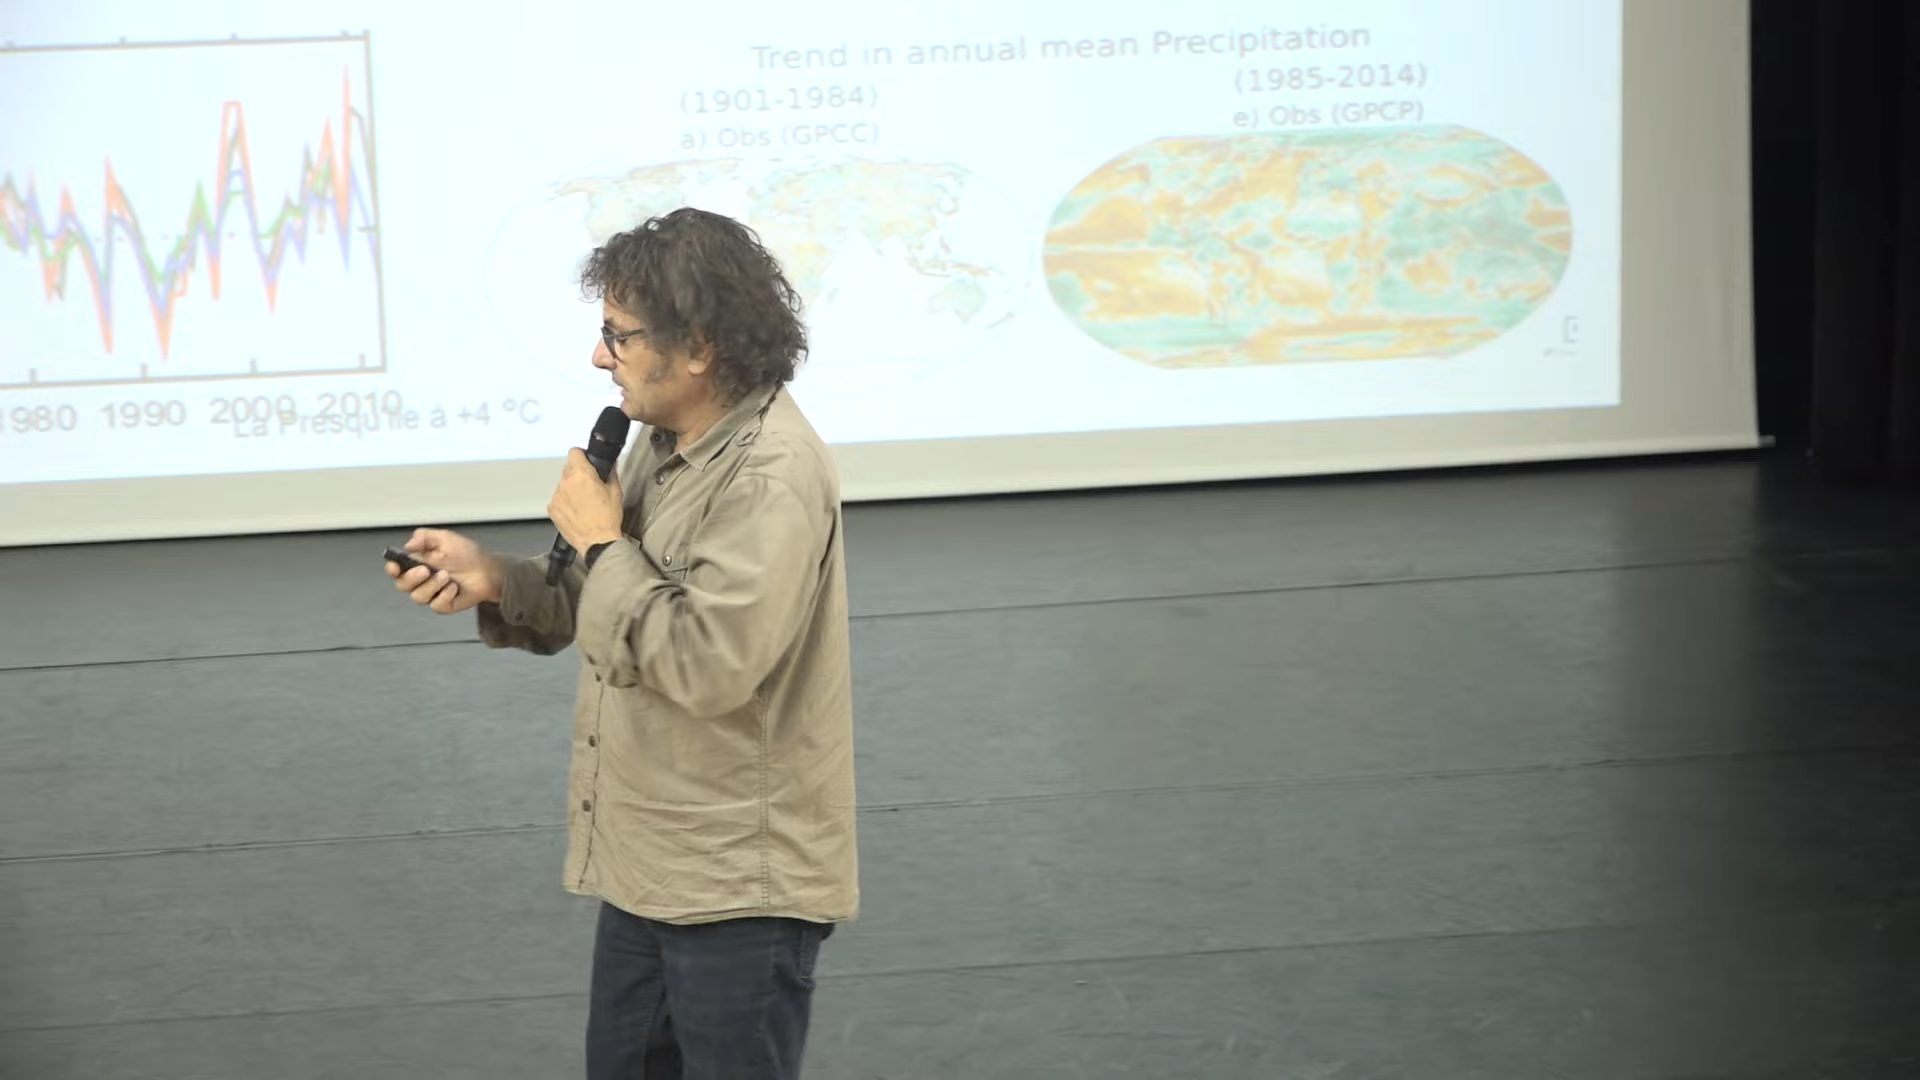 Trend in annual mean Precipitation
(1901-1984)
a) Obs (GPCC)
(1985-2014)
e) Obs (GPCP)
1980 1990 2000 2010
La Presqu'île à +4 °C